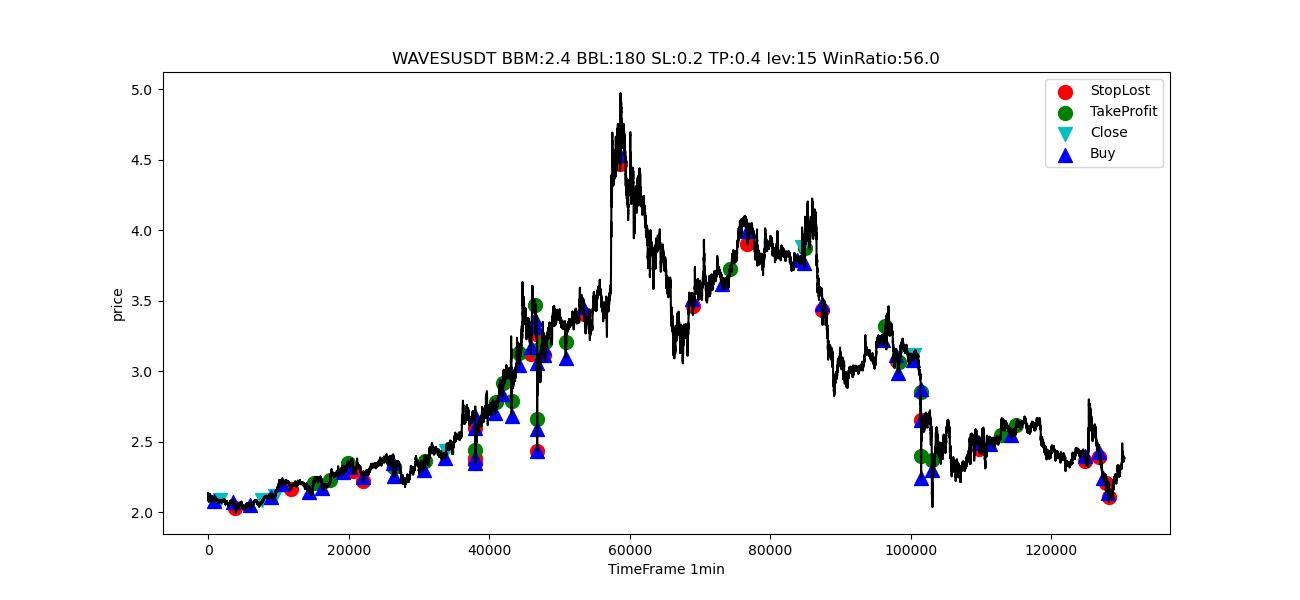 WAVESUSDT BBM:2.4 BBL:180 SL:0.2 TP:0.4 lev:15 WinRatio:56.0
StopLost
TakeProfit
Close
Buy
price
5.0
4.5
4.0
3.5
3.0
2.5
2.0
0 20000 40000 60000 80000 100000 120000
TimeFrame 1min